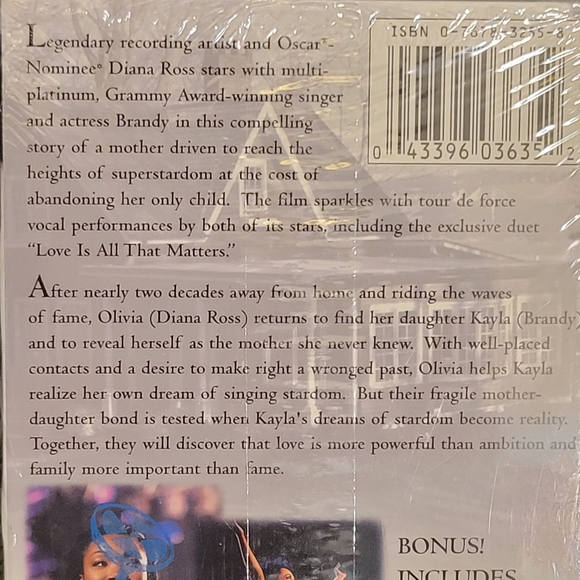 Legendary recording artist and Oscar®-
Nominee® Diana Ross stars with multi-
platinum, Grammy Award-winning singer
and actress Brandy in this compelling
story of a mother driven to reach the
heights of superstardom at the cost of
abandoning her only child. The film sparkles with tour de force
vocal performances by both of its stars, including the exclusive duet
“Love Is All That Matters.”
After nearly two decades away from home and riding the waves
of fame, Olivia (Diana Ross) returns to find her daughter Kayla (Brandy)
and to reveal herself as the mother she never knew. With well-placed
contacts and a desire to make right a wronged past, Olivia helps Kayla
realize her own dream of singing stardom. But their fragile mother-
daughter bond is tested when Kayla's dreams of stardom become reality.
Together, they will discover that love is more powerful than ambition and
family more important than fame.
ISBN
0 43396 03635 2
BONUS!
INCLUDES